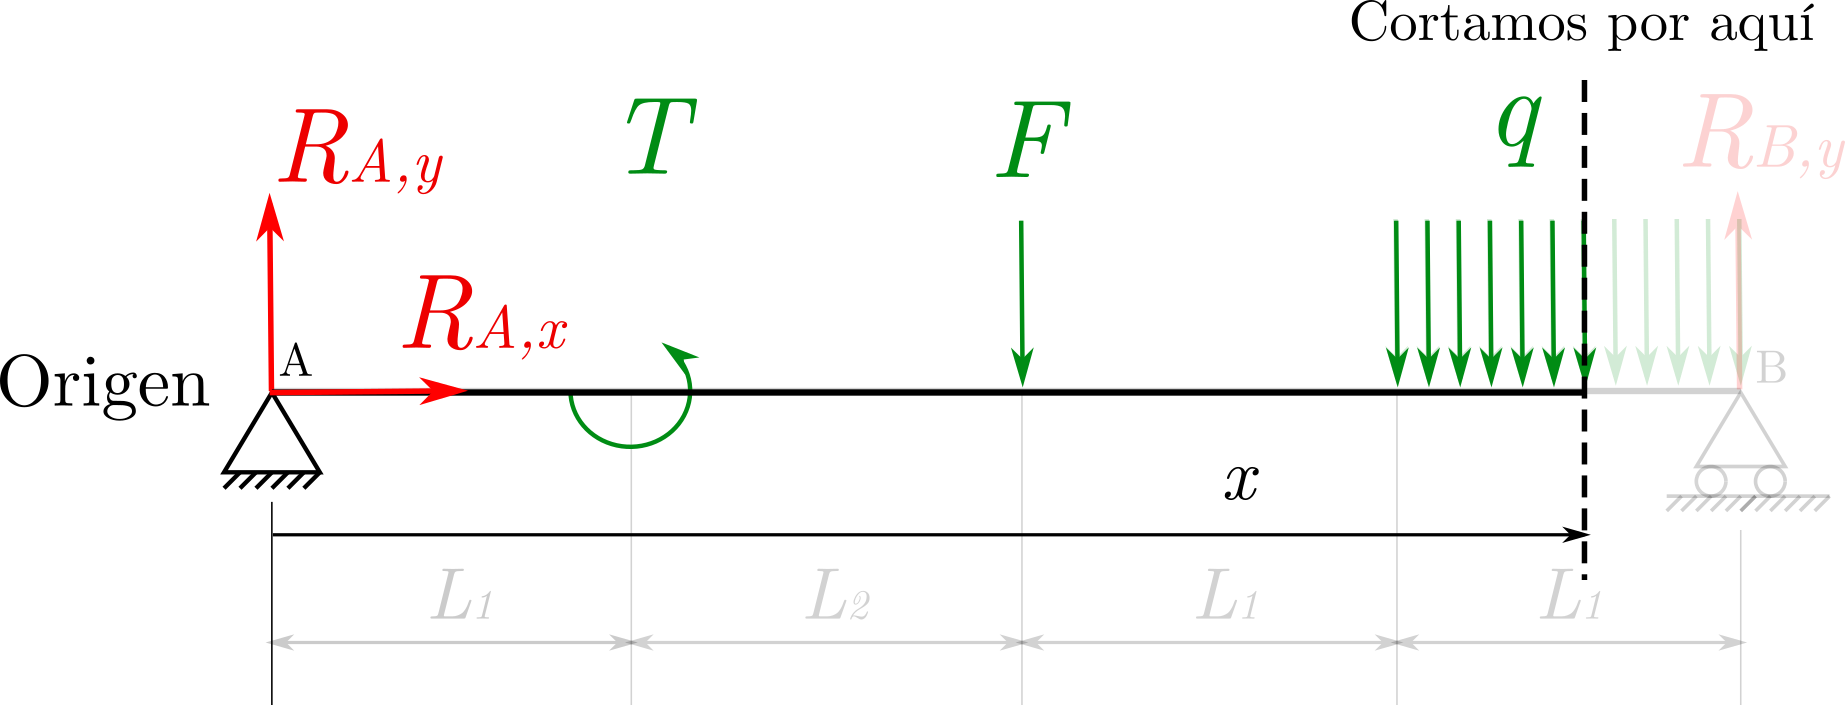 Cortamos por aquí
R_{A,y}
T
F
q
R_{B,y}
R_{A,x}
A
B
Origen
x
L_1
L_2
L_1
L_1